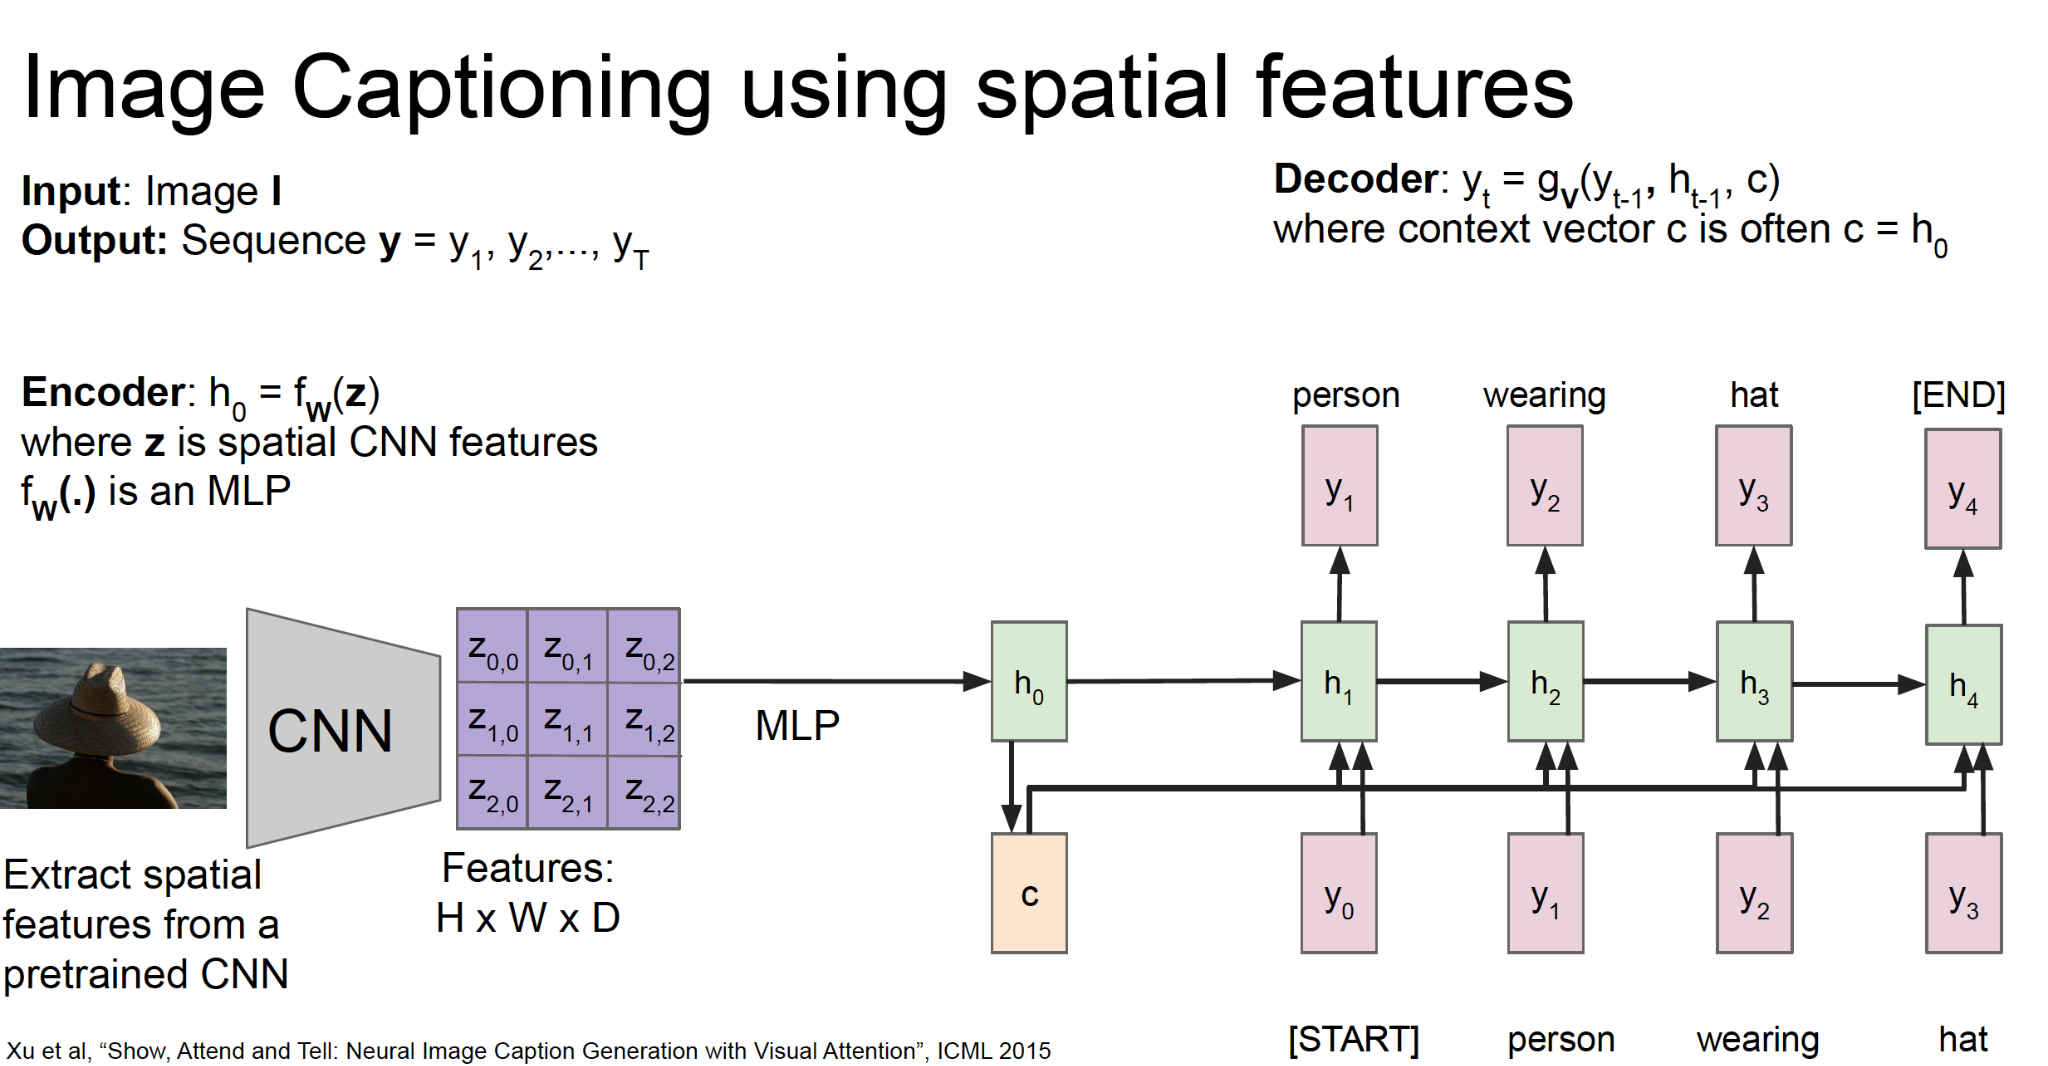 Image Captioning using spatial features
Input: Image I
Output: Sequence y = y1, y2,..., yT
Decoder: yt = gV(yt-1, ht-1, c)
where context vector c is often c = h0
Encoder: h0 = fW(z)
where z is spatial CNN features
fW(.) is an MLP
person wearing hat [END]
y1 y2 y3 y4
CNN
z0,0 z0,1 z0,2
z1,0 z1,1 z1,2
z2,0 z2,1 z2,2
MLP
h0 h1 h2 h3 h4
Extract spatial
features from a
pretrained CNN
Features:
H x W x D
c y0 y1 y2 y3
[START] person wearing hat
Xu et al, “Show, Attend and Tell: Neural Image Caption Generation with Visual Attention”, ICML 2015